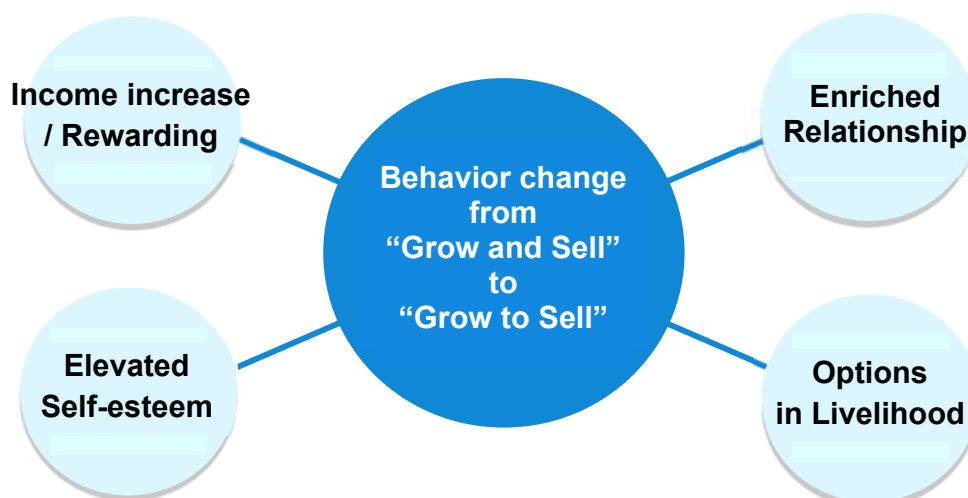 Income increase
/ Rewarding
Enriched
Relationship
Behavior change
from
“Grow and Sell”
to
“Grow to Sell”
Elevated
Self-esteem
Options
in Livelihood